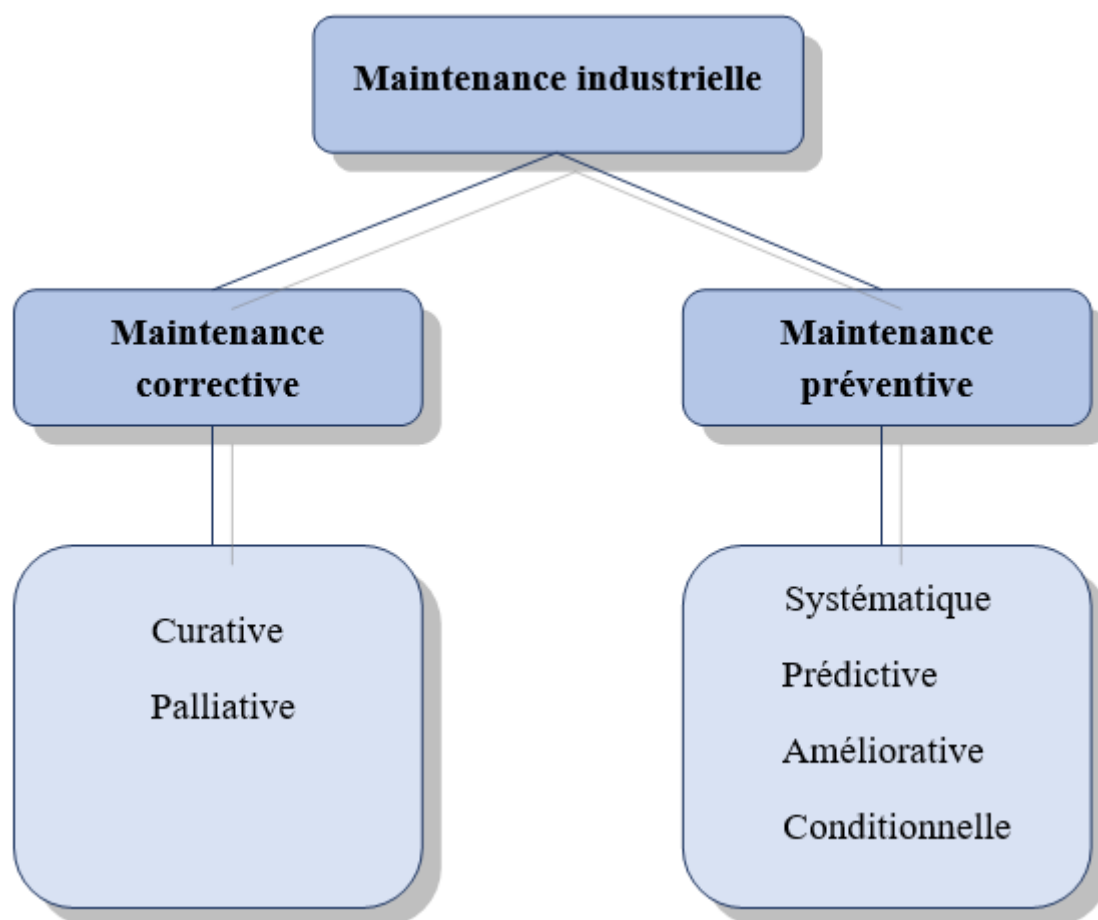 Maintenance industrielle
Maintenance
corrective
Maintenance
préventive
Curative
Palliative
Systématique
Prédictive
Améliorative
Conditionnelle